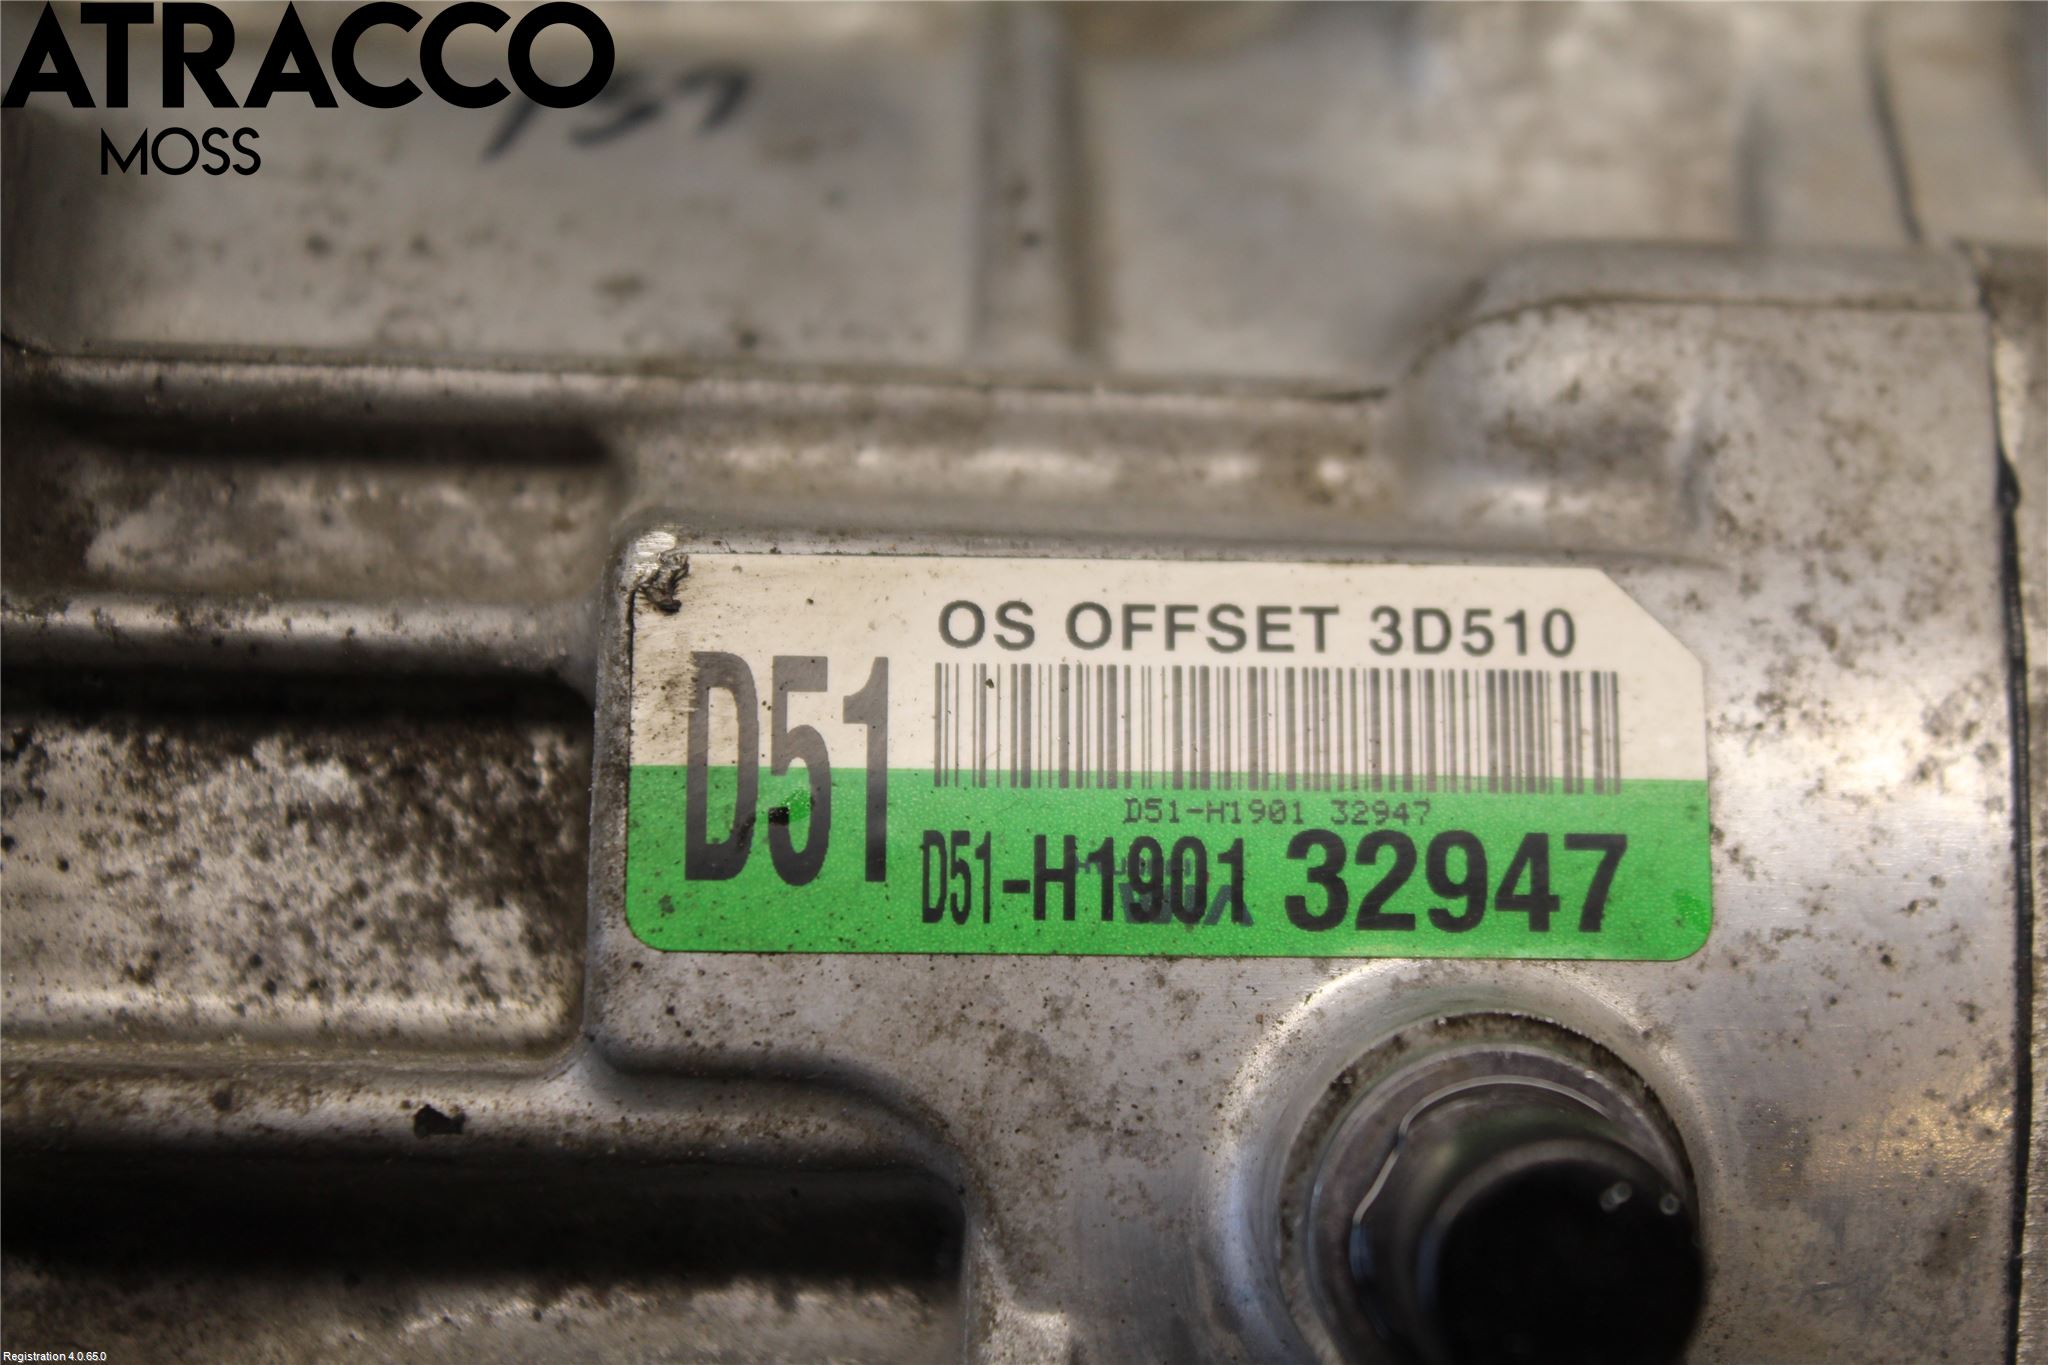 ATRACCO
MOSS
OS OFFSET 3D510
D51
D51-H1901 32947
D51-H1901 32947
Registration 4.0.65.0